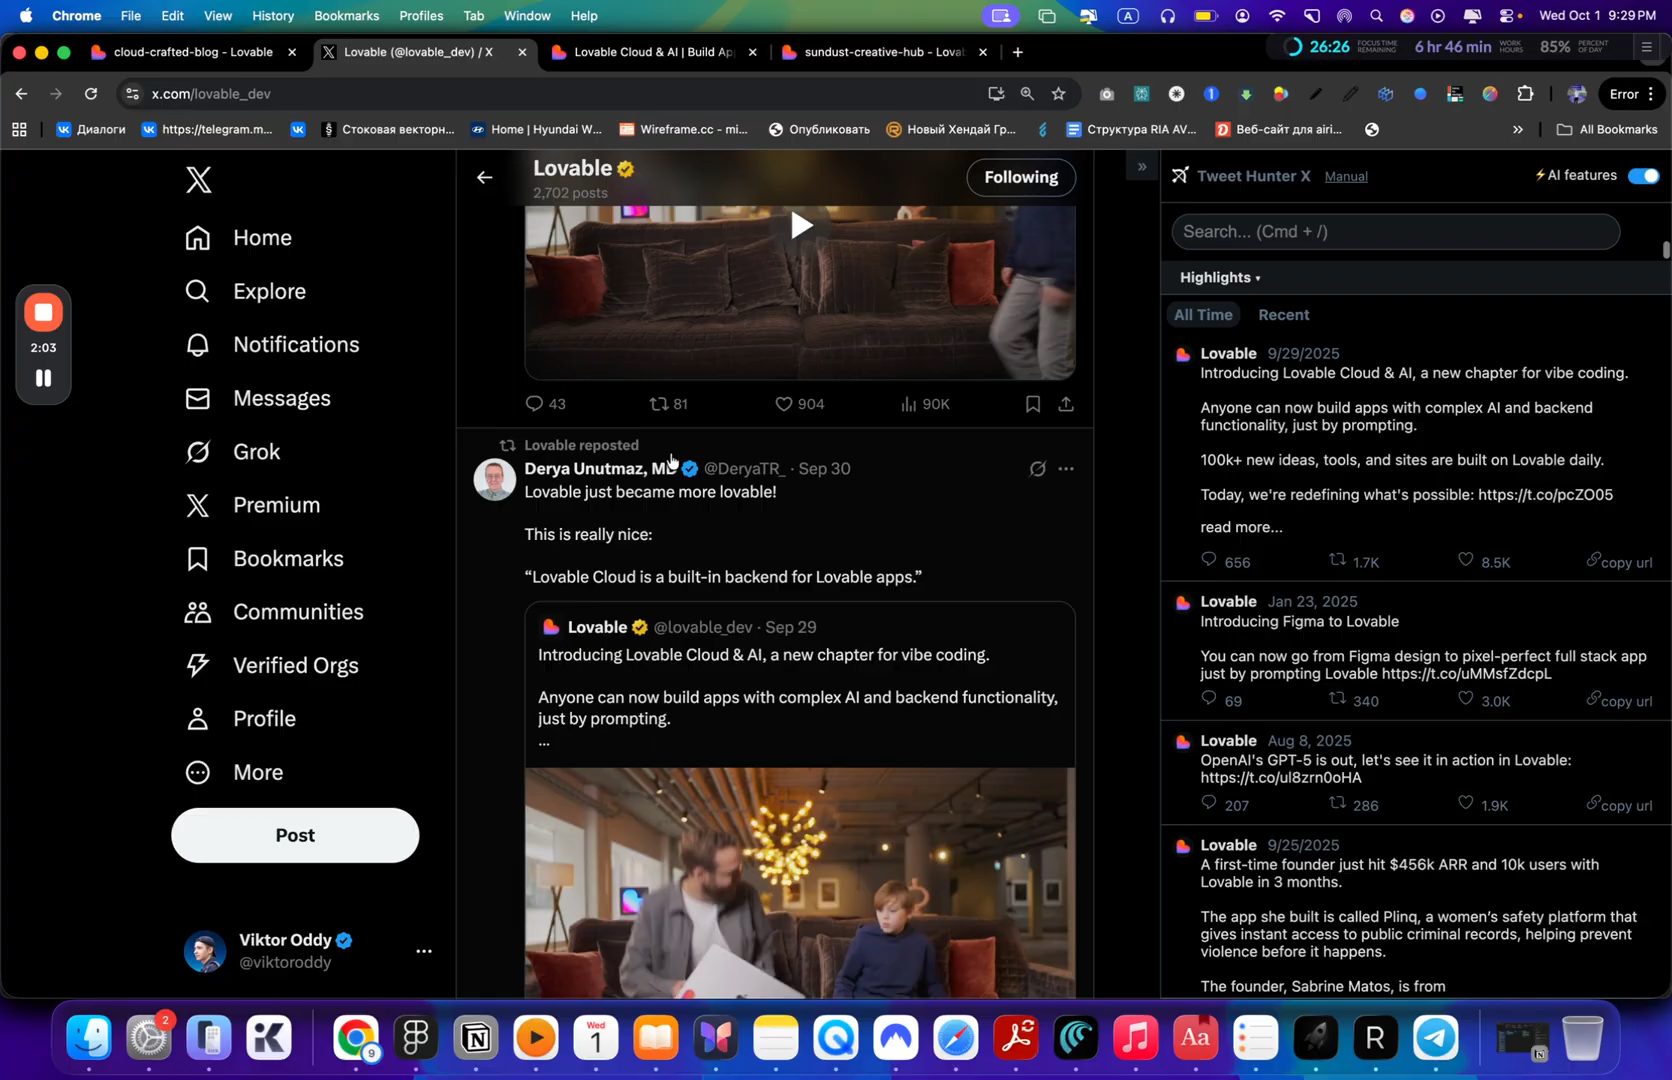 Chrome File Edit View History Bookmarks Profiles Tab Window Help
A
Wed Oct 1 9:29 PM
cloud-crafted-blog - Lovable
Lovable (@lovable_dev) / X
Lovable Cloud & AI | Build Ap
sundust-creative-hub - Lova
26:26 FOCUS TIME REMAINING 6 hr 46 min WORK HOURS 85% PERCENT OF DAY
x.com/lovable_dev
Error
Диалоги
https://telegram.m...
Стоковая векторн...
Home | Hyundai W...
Wireframe.cc - mi...
Опубликовать
Новый Хендай Гр...
Структура RIA AV...
Веб-сайт для airi...
All Bookmarks
Lovable
2,702 posts
Following
Home
Explore
Notifications
Messages
Grok
Premium
Bookmarks
Communities
Verified Orgs
Profile
More
Post
Viktor Oddy
@viktoroddy
2:03
43 81 904 90K
Lovable reposted
Derya Unutmaz, MD @DeryaTR_ · Sep 30
Lovable just became more lovable!
This is really nice:
“Lovable Cloud is a built-in backend for Lovable apps.”
Lovable @lovable_dev · Sep 29
Introducing Lovable Cloud & AI, a new chapter for vibe coding.
Anyone can now build apps with complex AI and backend functionality,
just by prompting.
...
Tweet Hunter X Manual
⚡AI features
Search... (Cmd + /)
Highlights
All Time Recent
Lovable 9/29/2025
Introducing Lovable Cloud & AI, a new chapter for vibe coding.
Anyone can now build apps with complex AI and backend
functionality, just by prompting.
100k+ new ideas, tools, and sites are built on Lovable daily.
Today, we're redefining what's possible: https://t.co/pcZO05
read more...
656 1.7K 8.5K copy url
Lovable Jan 23, 2025
Introducing Figma to Lovable
You can now go from Figma design to pixel-perfect full stack app
just by prompting Lovable https://t.co/uMMsfZdcpL
69 340 3.0K copy url
Lovable Aug 8, 2025
OpenAI's GPT-5 is out, let's see it in action in Lovable:
https://t.co/ul8zrn0oHA
207 286 1.9K copy url
Lovable 9/25/2025
A first-time founder just hit $456k ARR and 10k users with
Lovable in 3 months.
The app she built is called Plinq, a women’s safety platform that
gives instant access to public criminal records, helping prevent
violence before it happens.
The founder, Sabrine Matos, is from
2
9
Wed
1
Aa
R